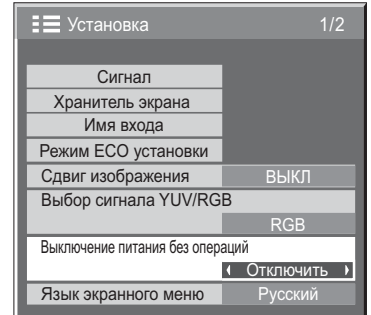 Установка 1/2
Сигнал
Хранитель экрана
Имя входа
Режим ECO установки
Сдвиг изображения ВЫКЛ
Выбор сигнала YUV/RGB
RGB
Выключение питания без операций
Отключить
Язык экранного меню Русский